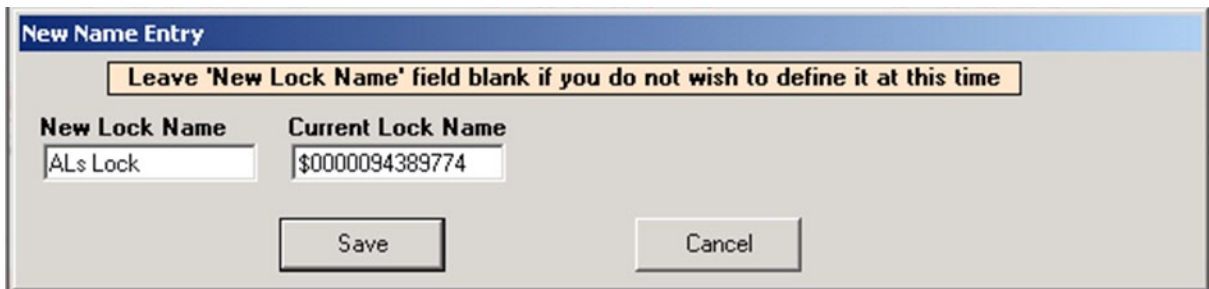 New Name Entry
Leave 'New Lock Name' field blank if you do not wish to define it at this time
New Lock Name Current Lock Name
ALs Lock $0000094389774
Save Cancel